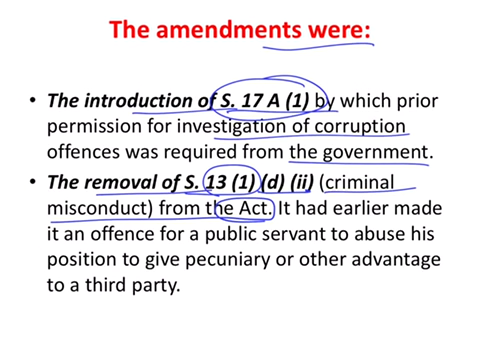 The amendments were:
• The introduction of S. 17 A (1) by which prior
permission for investigation of corruption
offences was required from the government.
• The removal of S. 13 (1) (d) (ii) (criminal
misconduct) from the Act. It had earlier made
it an offence for a public servant to abuse his
position to give pecuniary or other advantage
to a third party.